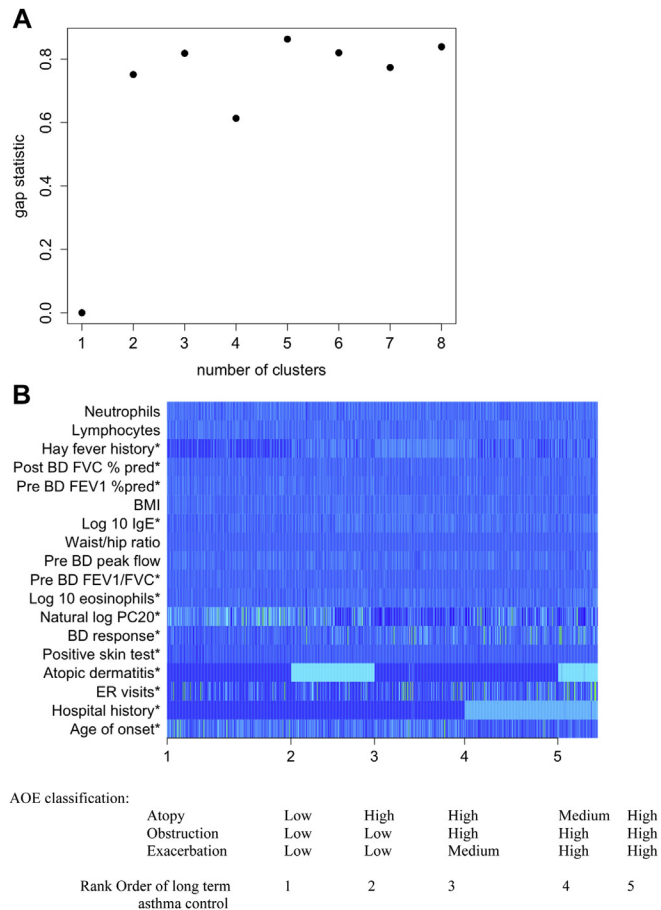 A
gap statistic
0.8
0.6
0.4
0.2
0.0
1 2 3 4 5 6 7 8
number of clusters
B
Neutrophils
Lymphocytes
Hay fever history*
Post BD FVC % pred*
Pre BD FEV1 %pred*
BMI
Log 10 IgE*
Waist/hip ratio
Pre BD peak flow
Pre BD FEV1/FVC*
Log 10 eosinophils*
Natural log PC20*
BD response*
Positive skin test*
Atopic dermatitis*
ER visits*
Hospital history*
Age of onset*
1 2 3 4 5
AOE classification:
Atopy Low High High Medium High
Obstruction Low Low High High High
Exacerbation Low Low Medium High High
Rank Order of long term 1 2 3 4 5
asthma control